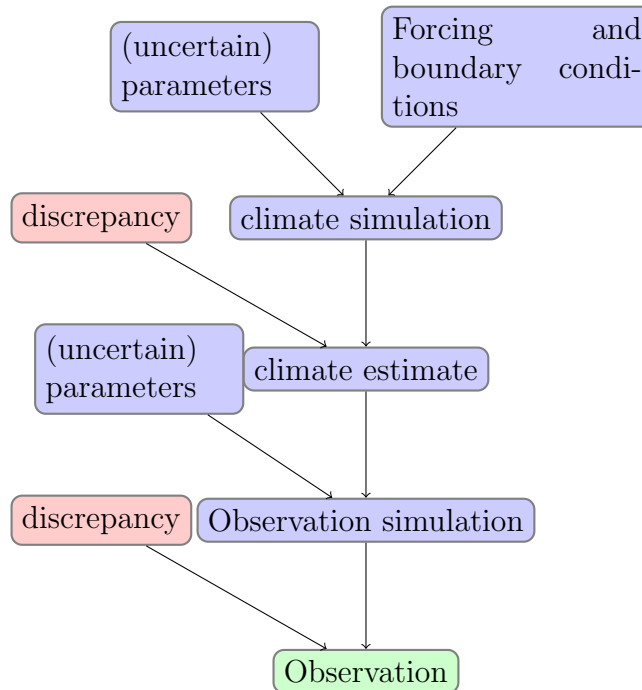 (uncertain)
parameters
Forcing and
boundary condi-
tions
discrepancy
climate simulation
(uncertain)
parameters
climate estimate
discrepancy
Observation simulation
Observation